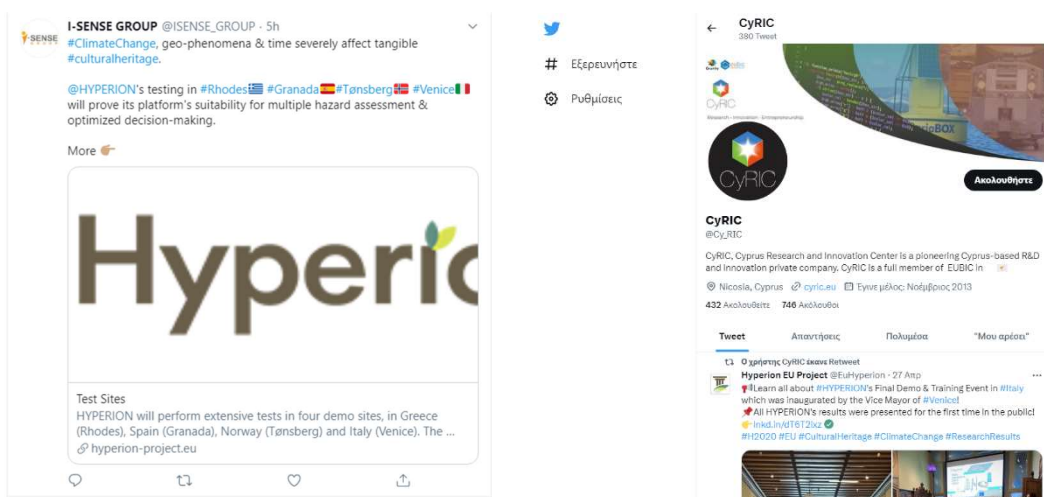 I-SENSE GROUP @ISENSE_GROUP · 5h
#ClimateChange, geo-phenomena & time severely affect tangible
#culturalheritage.
@HYPERION's testing in #Rhodes🇬🇷 #Granada🇪🇸 #Tønsberg🇳🇴 #Venice🇮🇹
will prove its platform's suitability for multiple hazard assessment &
optimized decision-making.
More 👉🏽
Hyperic
Test Sites
HYPERION will perform extensive tests in four demo sites, in Greece
(Rhodes), Spain (Granada), Norway (Tønsberg) and Italy (Venice). The ...
hyperion-project.eu
# Εξερευνήστε
Ρυθμίσεις
CyRIC
380 Tweet
CyRIC
Research - Innovation - Entrepreneurship
CyRIC
Ακολουθήστε
CyRIC
@Cy_RIC
CyRIC, Cyprus Research and Innovation Center is a pioneering Cyprus-based R&D
and Innovation private company. CyRIC is a full member of EUBIC in
Nicosia, Cyprus cyric.eu Έγινε μέλος: Νοέμβριος 2013
432 Ακολουθείτε 746 Ακόλουθοι
Tweet Απαντήσεις Πολυμέσα "Μου αρέσει"
Ο χρήστης CyRIC έκανε Retweet
Hyperion EU Project @EuHyperion · 27 Απρ
Learn all about #HYPERION's Final Demo & Training Event in #Italy
which was inaugurated by the Vice Mayor of #Venice!
📌All HYPERION's results were presented for the first time in the public!
👉lnkd.in/dT6T2ixz
#H2020 #EU #CulturalHeritage #ClimateChange #ResearchResults